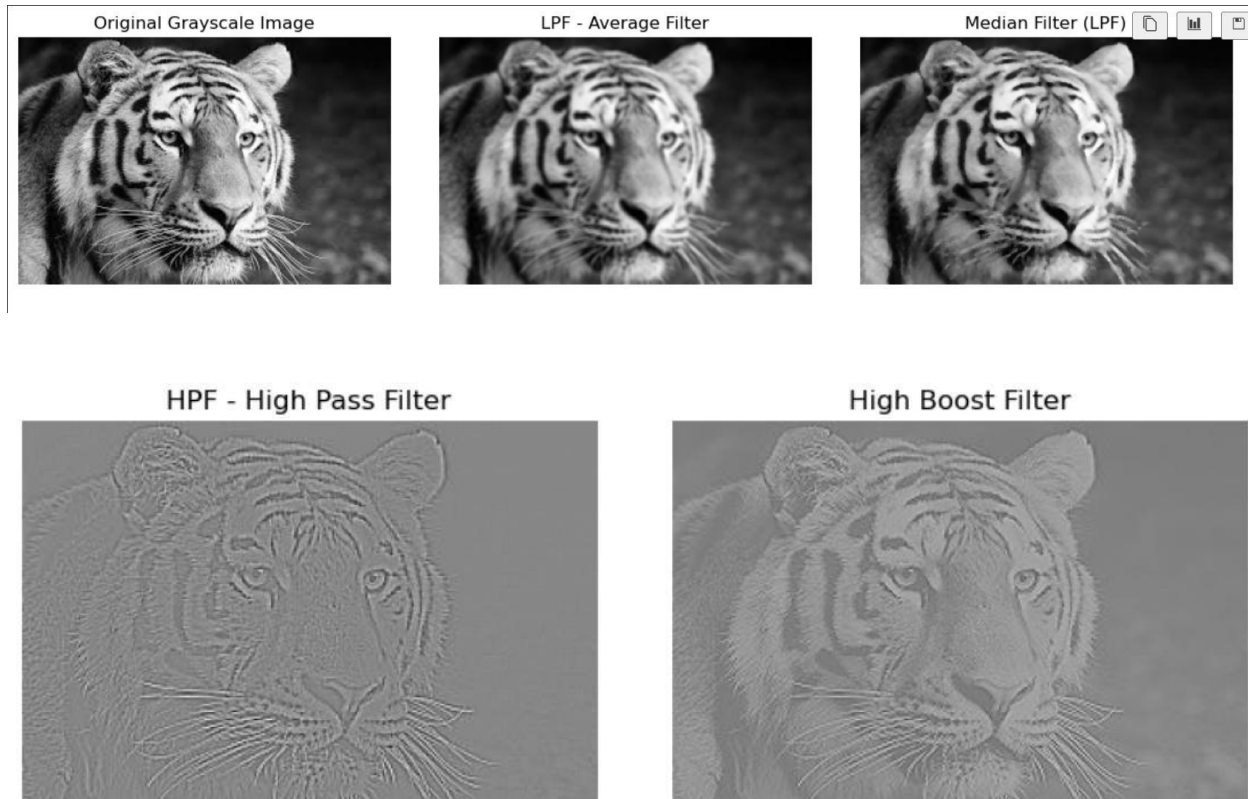 Original Grayscale Image
LPF - Average Filter
Median Filter (LPF)
HPF - High Pass Filter
High Boost Filter